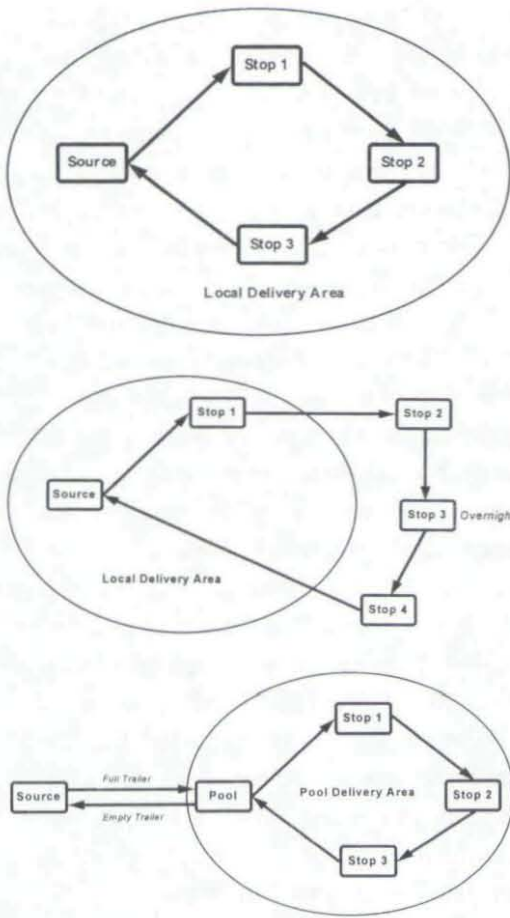 Stop 1
Source
Stop 2
Stop 3
Local Delivery Area
Stop 1
Stop 2
Source
Stop 3
Overnigh
Local Delivery Area
Stop 4
Stop 1
Full Trailer
Source
Pool
Pool Delivery Area
Stop 2
Empty Trailer
Stop 3